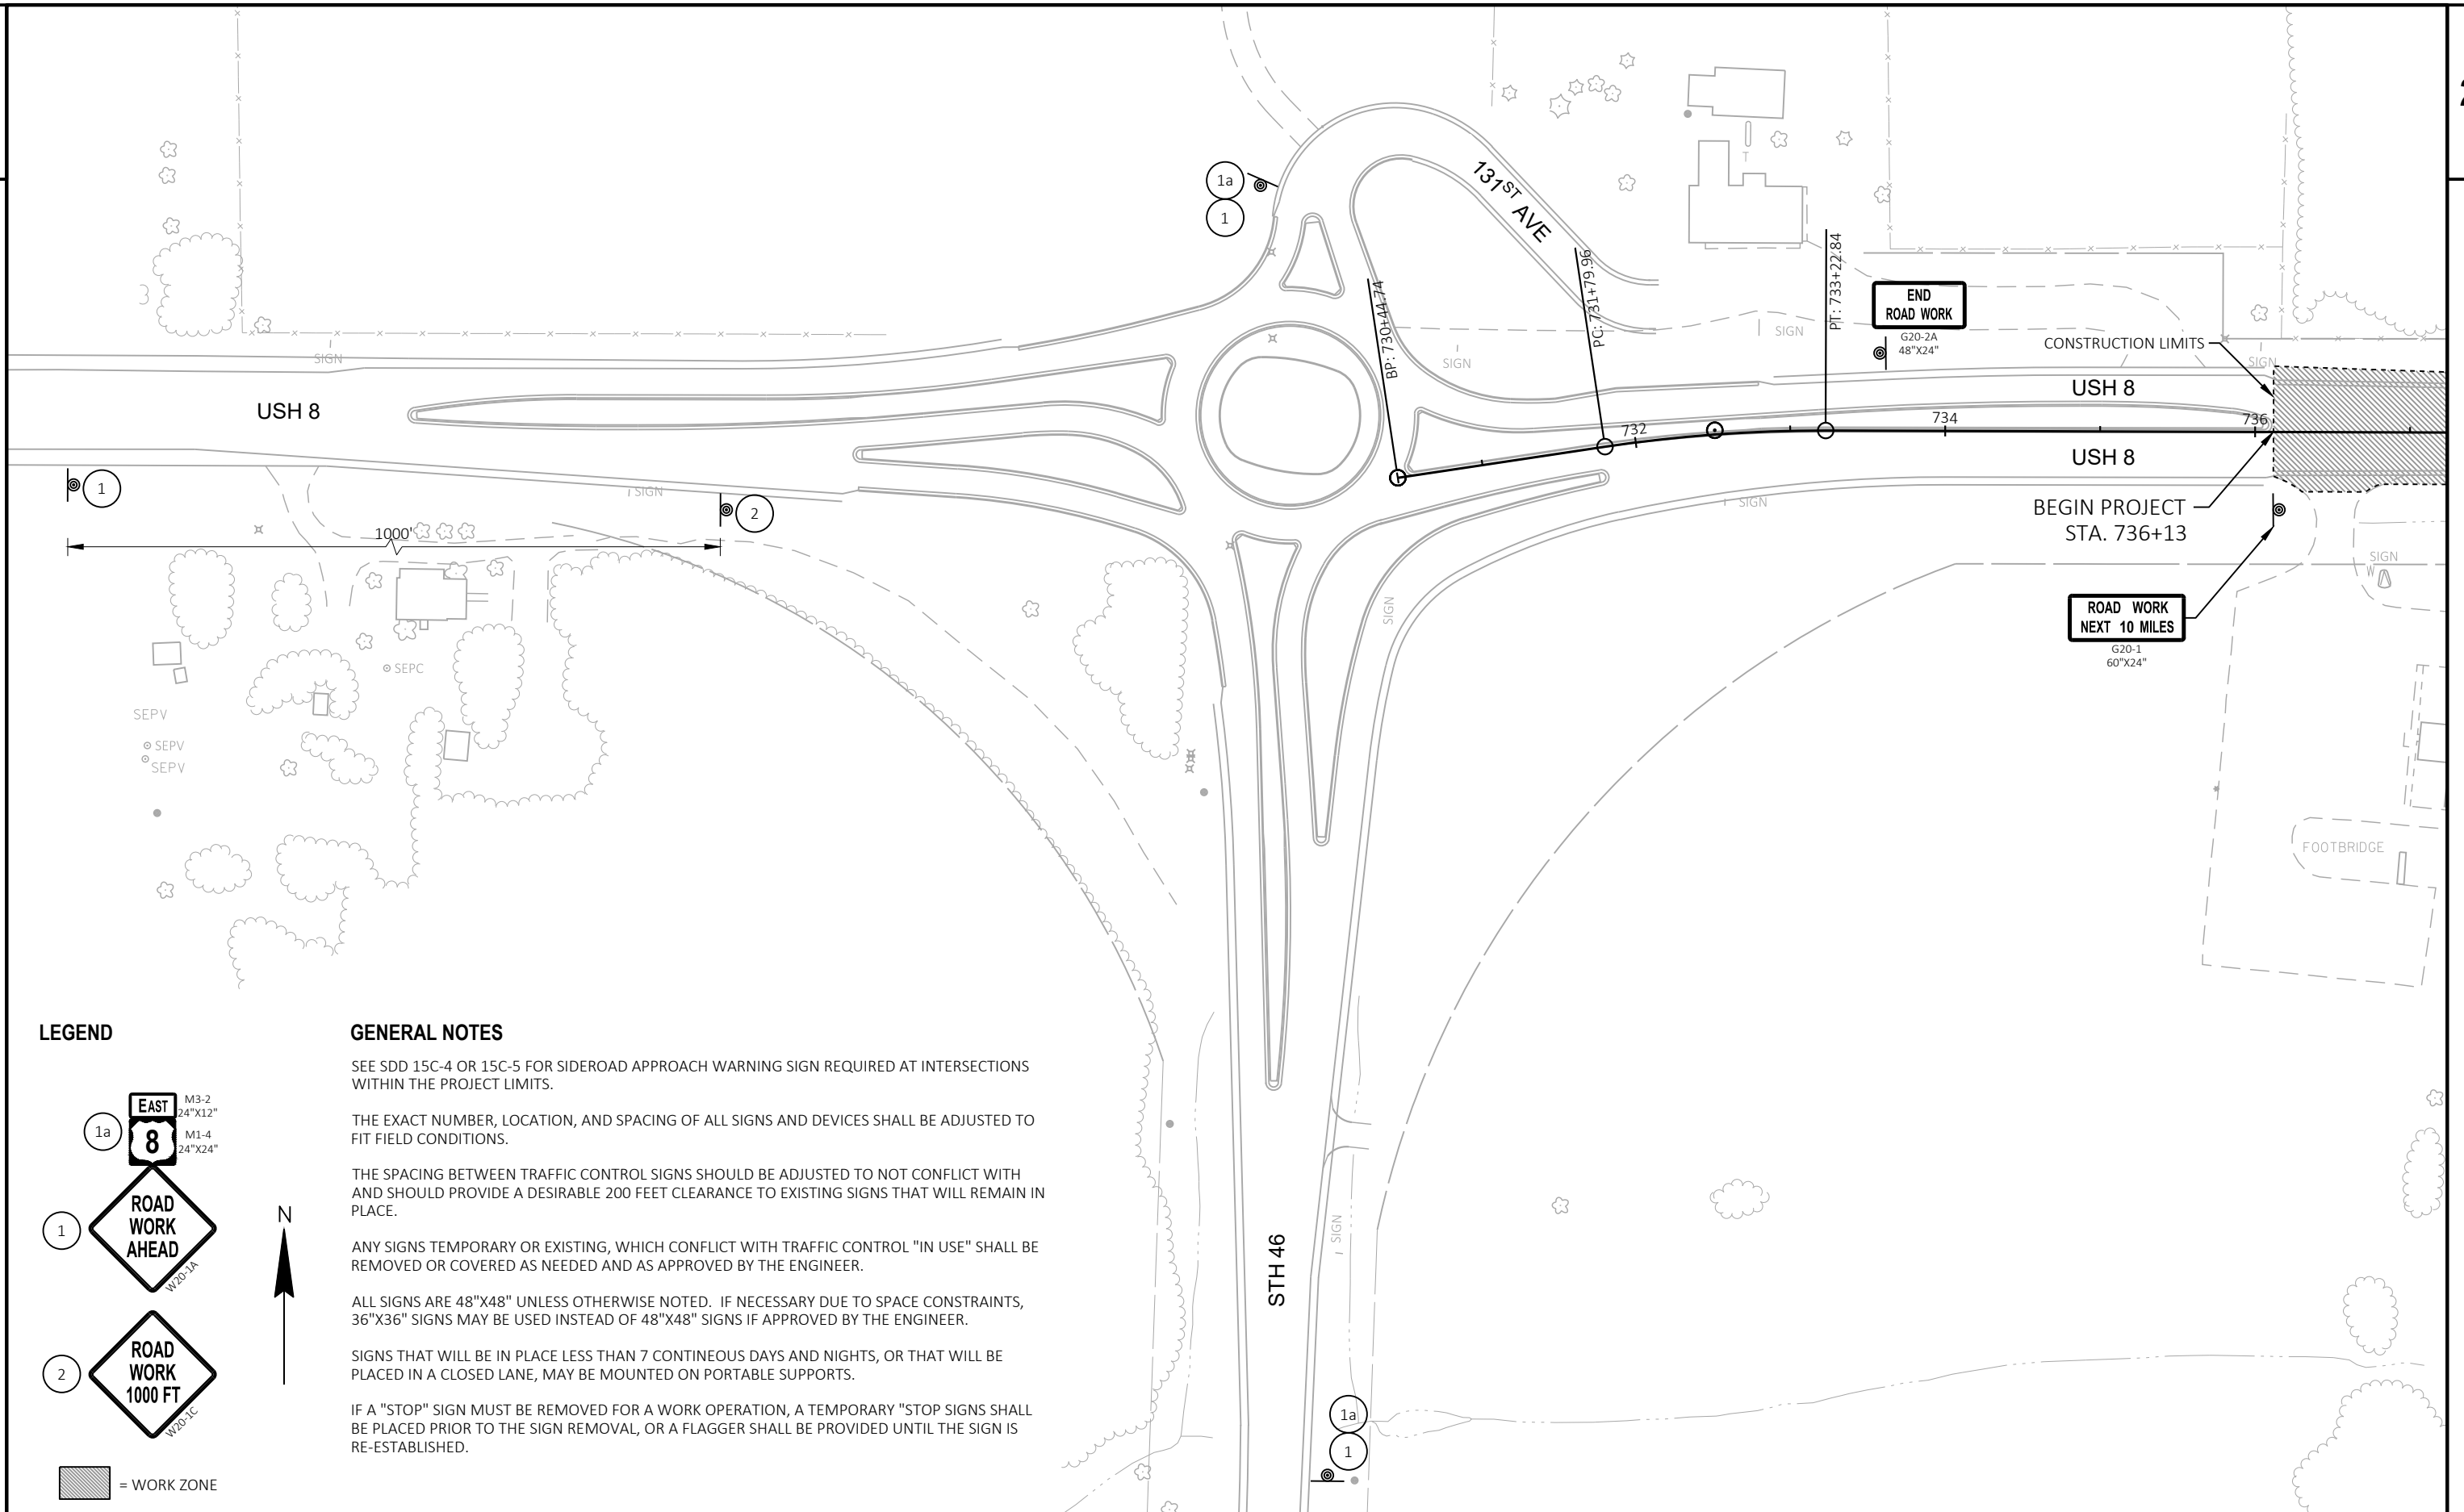 1a
1
131ST AVE
BP: 730+44.74
PC: 731+79.96
PT: 733+22.84
END
ROAD WORK
G20-2A
48"X24"
SIGN
SIGN
SIGN
SIGN
CONSTRUCTION LIMITS
USH 8
USH 8
732
734
736
USH 8
1
SIGN
2
SIGN
1000'
BEGIN PROJECT
STA. 736+13
SIGN
W
T
ROAD WORK
NEXT 10 MILES
G20-1
60"X24"
SIGN
SEPC
SEPV
SEPV
SEPV
FOOTBRIDGE
LEGEND
1a
EAST
M3-2
24"X12"
8
M1-4
24"X24"
1
ROAD
WORK
AHEAD
W20-1A
2
ROAD
WORK
1000 FT
W20-1C
= WORK ZONE
N
GENERAL NOTES
SEE SDD 15C-4 OR 15C-5 FOR SIDEROAD APPROACH WARNING SIGN REQUIRED AT INTERSECTIONS
WITHIN THE PROJECT LIMITS.
THE EXACT NUMBER, LOCATION, AND SPACING OF ALL SIGNS AND DEVICES SHALL BE ADJUSTED TO
FIT FIELD CONDITIONS.
THE SPACING BETWEEN TRAFFIC CONTROL SIGNS SHOULD BE ADJUSTED TO NOT CONFLICT WITH
AND SHOULD PROVIDE A DESIRABLE 200 FEET CLEARANCE TO EXISTING SIGNS THAT WILL REMAIN IN
PLACE.
ANY SIGNS TEMPORARY OR EXISTING, WHICH CONFLICT WITH TRAFFIC CONTROL "IN USE" SHALL BE
REMOVED OR COVERED AS NEEDED AND AS APPROVED BY THE ENGINEER.
ALL SIGNS ARE 48"X48" UNLESS OTHERWISE NOTED. IF NECESSARY DUE TO SPACE CONSTRAINTS,
36"X36" SIGNS MAY BE USED INSTEAD OF 48"X48" SIGNS IF APPROVED BY THE ENGINEER.
SIGNS THAT WILL BE IN PLACE LESS THAN 7 CONTINEOUS DAYS AND NIGHTS, OR THAT WILL BE
PLACED IN A CLOSED LANE, MAY BE MOUNTED ON PORTABLE SUPPORTS.
IF A "STOP" SIGN MUST BE REMOVED FOR A WORK OPERATION, A TEMPORARY "STOP SIGNS SHALL
BE PLACED PRIOR TO THE SIGN REMOVAL, OR A FLAGGER SHALL BE PROVIDED UNTIL THE SIGN IS
RE-ESTABLISHED.
STH 46
SIGN
1a
1